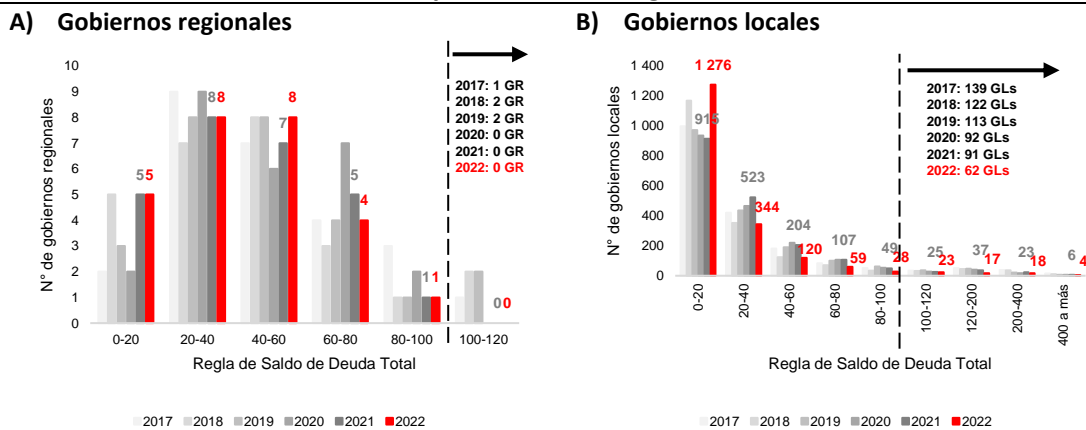 A) Gobiernos regionales
N° de gobiernos regionales
10
9
8
7
6
5
4
3
2
1
0
5 5
8 8
7 8
5 4
1 1
0 0
2017: 1 GR
2018: 2 GR
2019: 2 GR
2020: 0 GR
2021: 0 GR
2022: 0 GR
0-20 20-40 40-60 60-80 80-100 100-120
Regla de Saldo de Deuda Total
2017 2018 2019 2020 2021 2022
B) Gobiernos locales
N° de gobiernos locales
1 400
1 200
1 000
800
600
400
200
0
915 1 276
523 344
204 120
107 59
49 28
25 23
37 17
23 18
6 4
2017: 139 GLs
2018: 122 GLs
2019: 113 GLs
2020: 92 GLs
2021: 91 GLs
2022: 62 GLs
0-20 20-40 40-60 60-80 80-100 100-120 120-200 200-400 400 a más
Regla de Saldo de Deuda Total
2017 2018 2019 2020 2021 2022